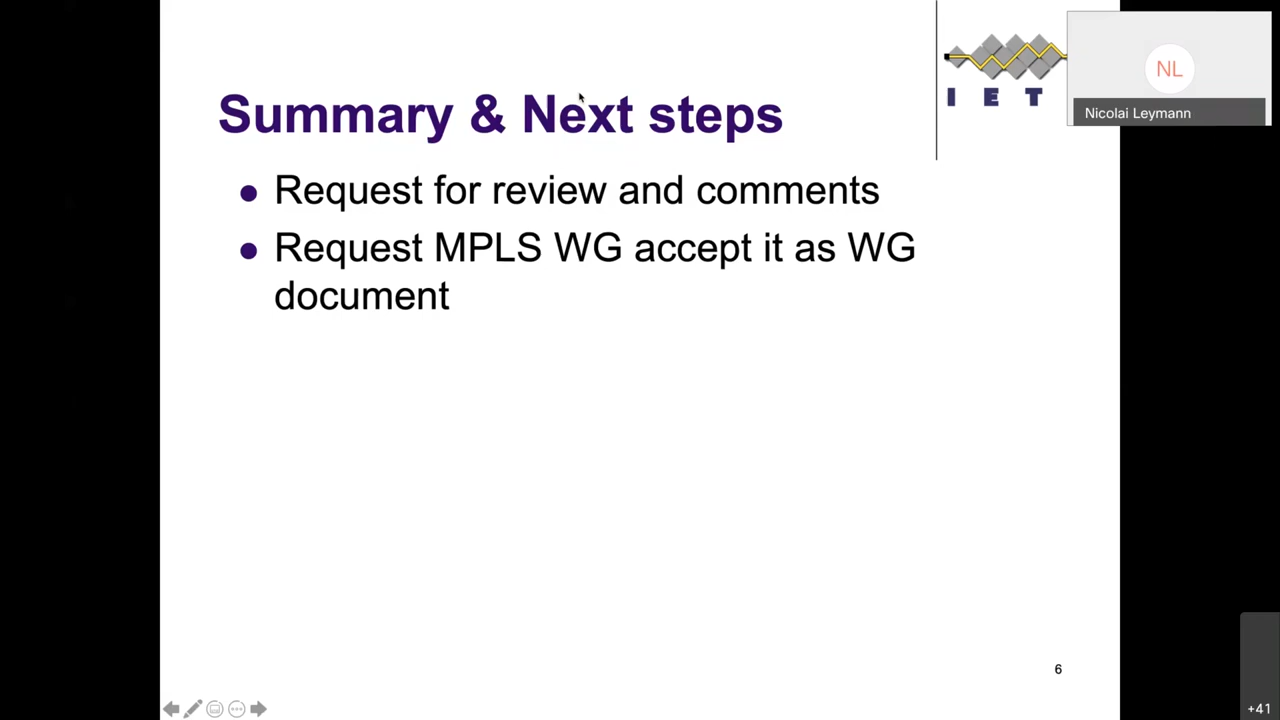 I E T
NL
Nicolai Leymann
Summary & Next steps
Request for review and comments
Request MPLS WG accept it as WG
document
6
+41